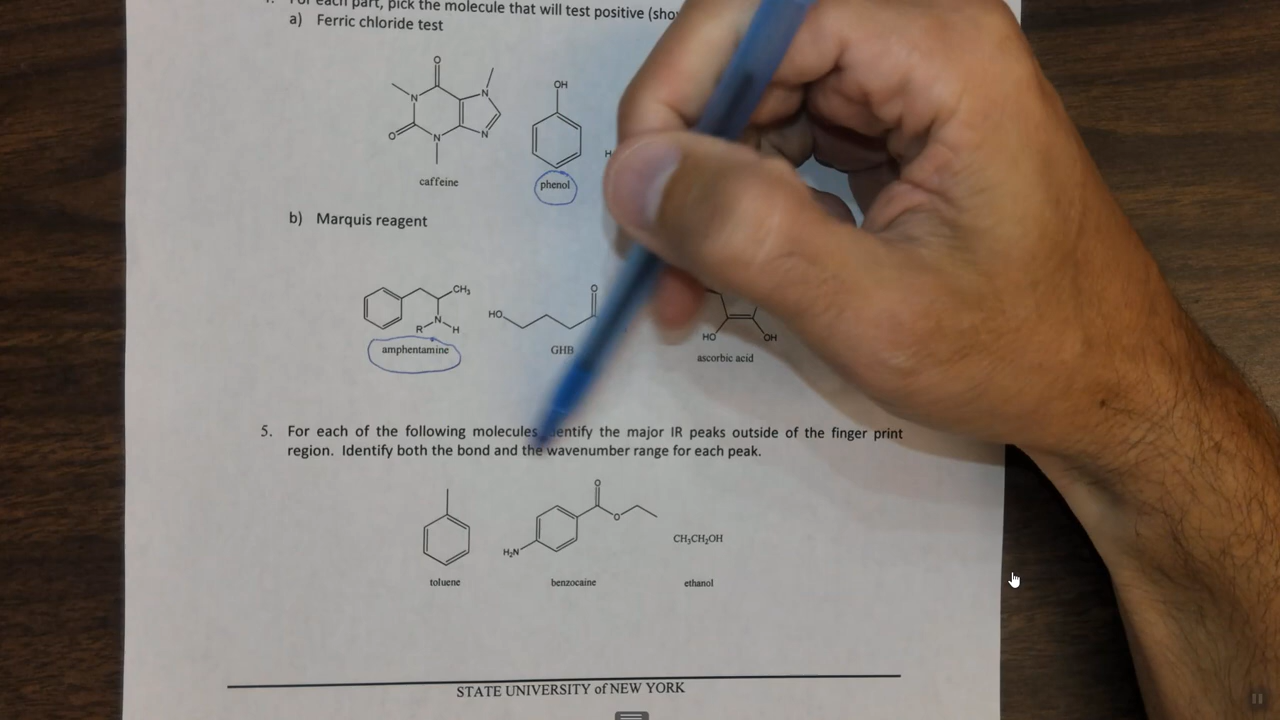 For each part, pick the molecule that will test positive
a) Ferric chloride test
O
N
N
OH
O
N
N
H
caffeine
phenol
b) Marquis reagent
CH₃
O
HO
N
R
H
HO
OH
amphentamine
GHB
ascorbic acid
5. For each of the following molecules the major IR peaks outside of the finger print
region. Identify both the bond and the wavenumber range for each peak.
O
O
CH₃CH₂OH
H₂N
toluene
benzocaine
ethanol
STATE UNIVERSITY of NEW YORK